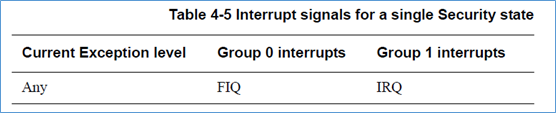 Table 4-5 Interrupt signals for a single Security state
Current Exception level Group 0 interrupts Group 1 interrupts
Any FIQ IRQ